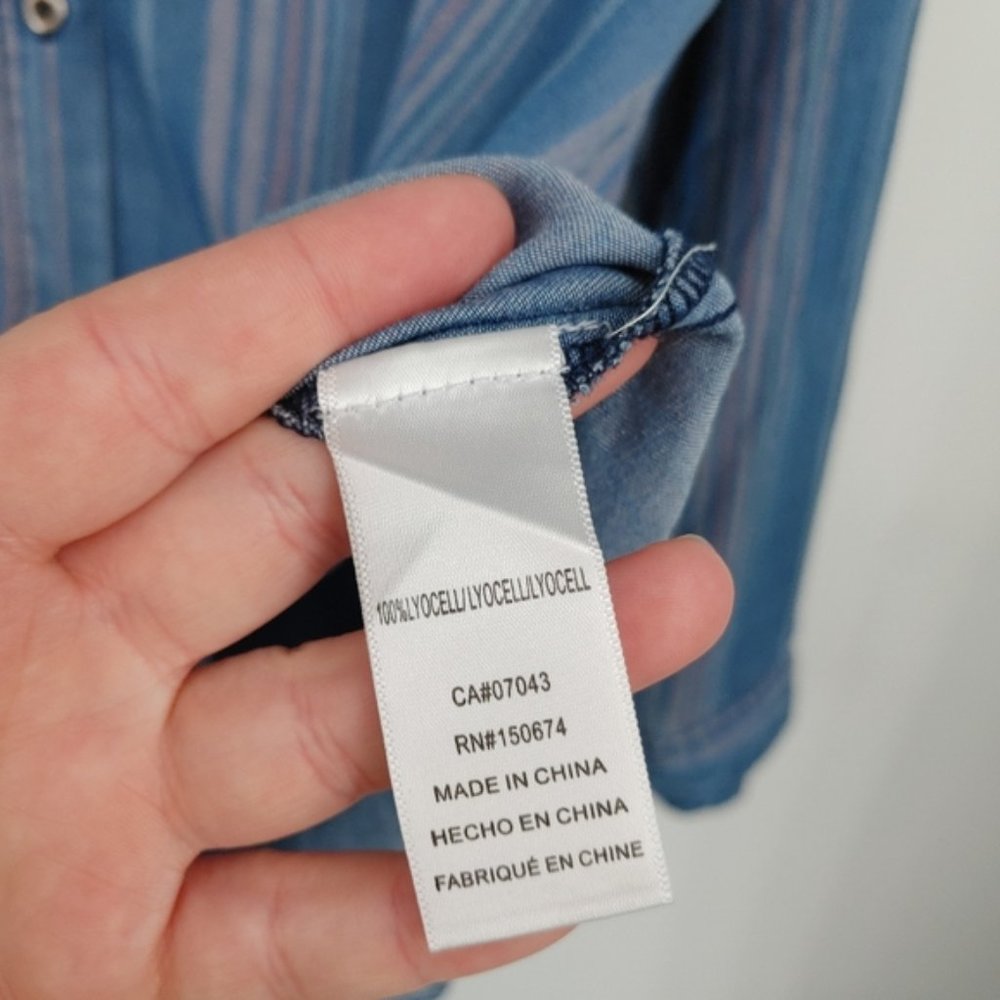 100%LYOCELL/LYOCELL/LYOCELL
CA#07043
RN#150674
MADE IN CHINA
HECHO EN CHINA
FABRIQUÉ EN CHINE